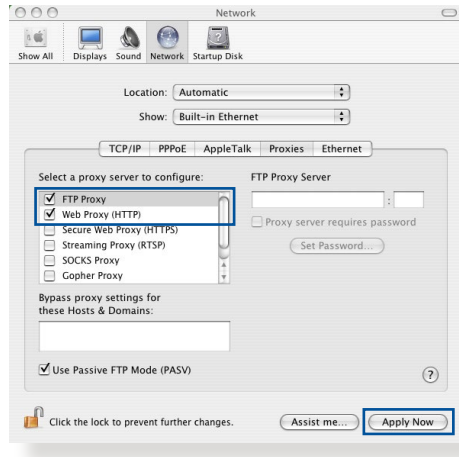 Network
Show All Displays Sound Network Startup Disk
Location: Automatic
Show: Built-in Ethernet
TCP/IP PPPoE AppleTalk Proxies Ethernet
Select a proxy server to configure: FTP Proxy Server
FTP Proxy
:
Web Proxy (HTTP)
Secure Web Proxy (HTTPS) Proxy server requires password
Streaming Proxy (RTSP) Set Password...
SOCKS Proxy
Gopher Proxy
Bypass proxy settings for
these Hosts & Domains:
Use Passive FTP Mode (PASV) ?
Click the lock to prevent further changes. Assist me... Apply Now